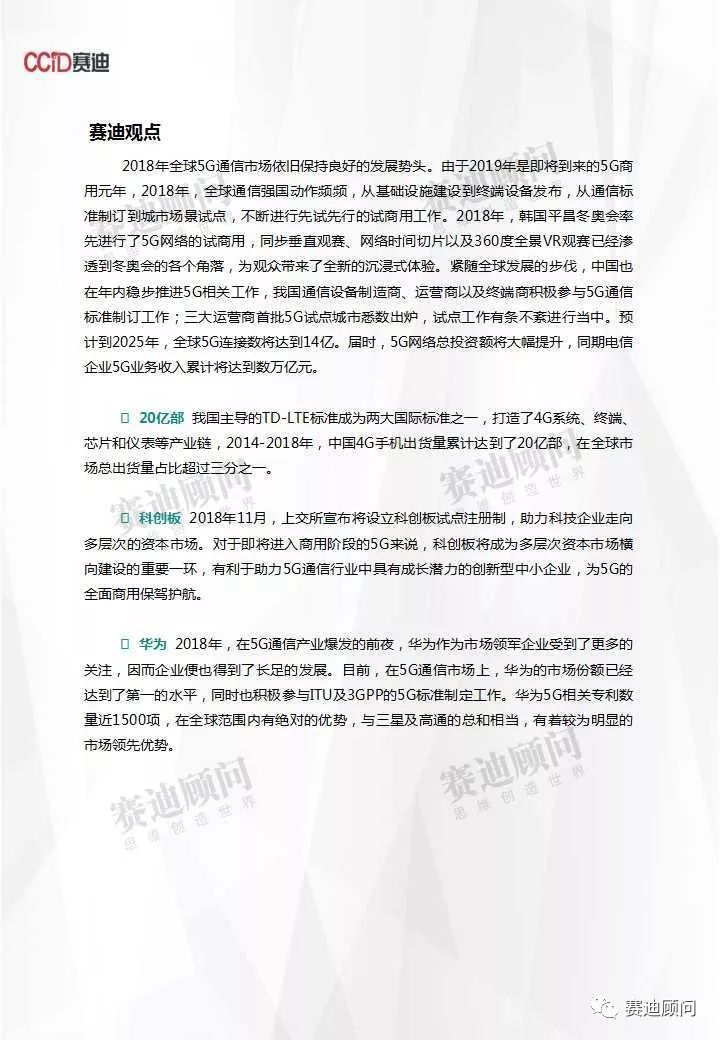 CCID赛迪
赛迪观点
2018年全球5G通信市场依旧保持良好的发展势头。由于2019年是即将到来的5G商
用元年，2018年，全球通信强国动作频频，从基础设施建设到终端设备发布，从通信标
准制订到城市场景试点，不断进行先试先行的试商用工作。2018年，韩国平昌冬奥会率
先进行了5G网络的试商用，同步垂直观赛、网络时间切片以及360度全景VR观赛已经渗
透到冬奥会的各个角落，为观众带来了全新的沉浸式体验。紧随全球发展的步伐，中国也
在年内稳步推进5G相关工作，我国通信设备制造商、运营商以及终端商积极参与5G通信
标准制订工作；三大运营商首批5G试点城市悉数出炉，试点工作有条不紊进行当中。预
计到2025年，全球5G连接数将达到14亿。届时，5G网络总投资额将大幅提升，同期电信
企业5G业务收入累计将达到数万亿元。
20亿部 我国主导的TD-LTE标准成为两大国际标准之一，打造了4G系统、终端、
芯片和仪表等产业链，2014-2018年，中国4G手机出货量累计达到了20亿部，在全球市
场总出货量占比超过三分之一。
科创板 2018年11月，上交所宣布将设立科创板试点注册制，助力科技企业走向
多层次的资本市场。对于即将进入商用阶段的5G来说，科创板将成为多层次资本市场横
向建设的重要一环，有利于助力5G通信行业中具有成长潜力的创新型中小企业，为5G的
全面商用保驾护航。
华为 2018年，在5G通信产业爆发的前夜，华为作为市场领军企业受到了更多的
关注，因而企业便也得到了长足的发展。目前，在5G通信市场上，华为的市场份额已经
达到了第一的水平，同时也积极参与ITU及3GPP的5G标准制定工作。华为5G相关专利数
量近1500项，在全球范围内有绝对的优势，与三星及高通的总和相当，有着较为明显的
市场领先优势。
赛迪顾问
思维创造世界
赛迪顾问
思维创造世界
赛迪顾问
思维创造世界
赛迪顾问
思维创造世界
赛迪顾问
思维创造世界
赛迪顾问
思维创造世界
赛迪顾问